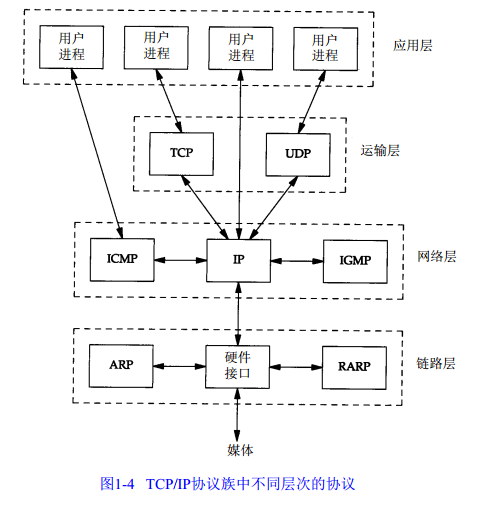 用户 用户 用户 用户
进程 进程 进程 进程
应用层
TCP UDP 运输层
ICMP IP IGMP 网络层
ARP 硬件 RARP 链路层
接口
媒体
图1-4 TCP/IP协议族中不同层次的协议